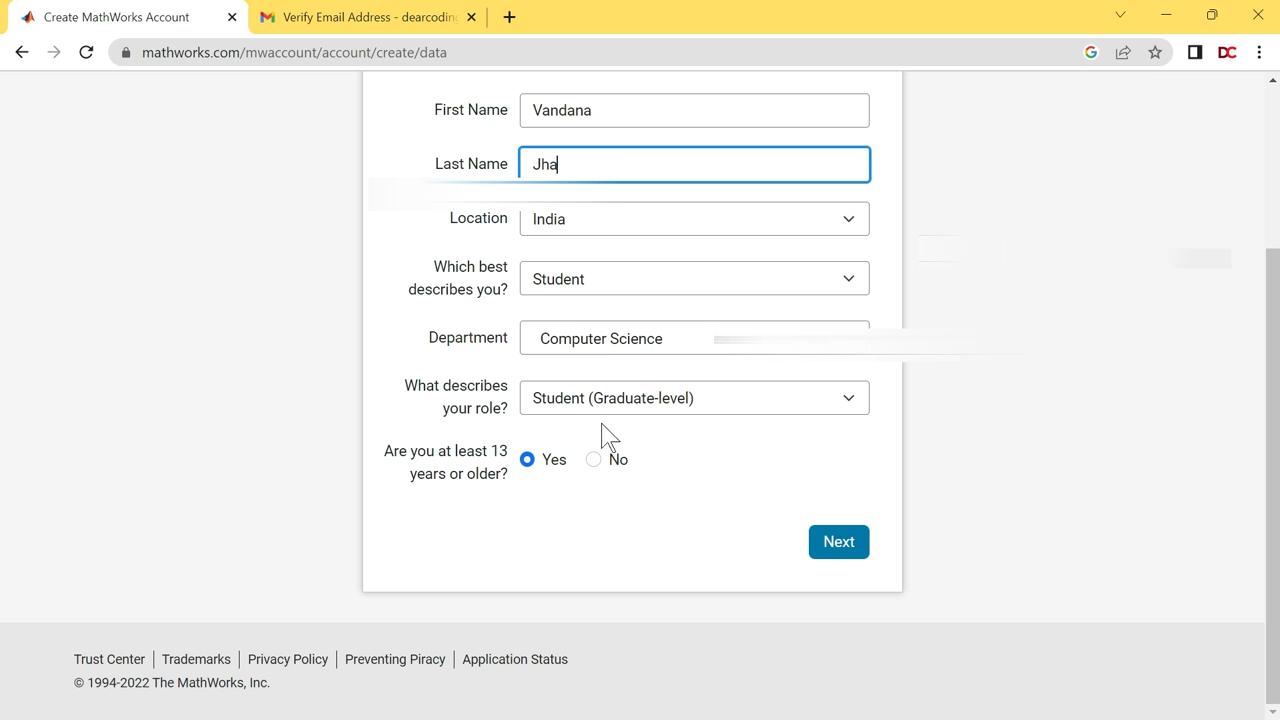 Create MathWorks Account
Verify Email Address - dearcodin
mathworks.com/mwaccount/account/create/data
DC
First Name
Vandana
Last Name
Jha
Location
India
Which best
describes you?
Student
Department
Computer Science
What describes
your role?
Student (Graduate-level)
Are you at least 13
years or older?
Yes
No
Next
Trust Center
Trademarks
Privacy Policy
Preventing Piracy
Application Status
© 1994-2022 The MathWorks, Inc.